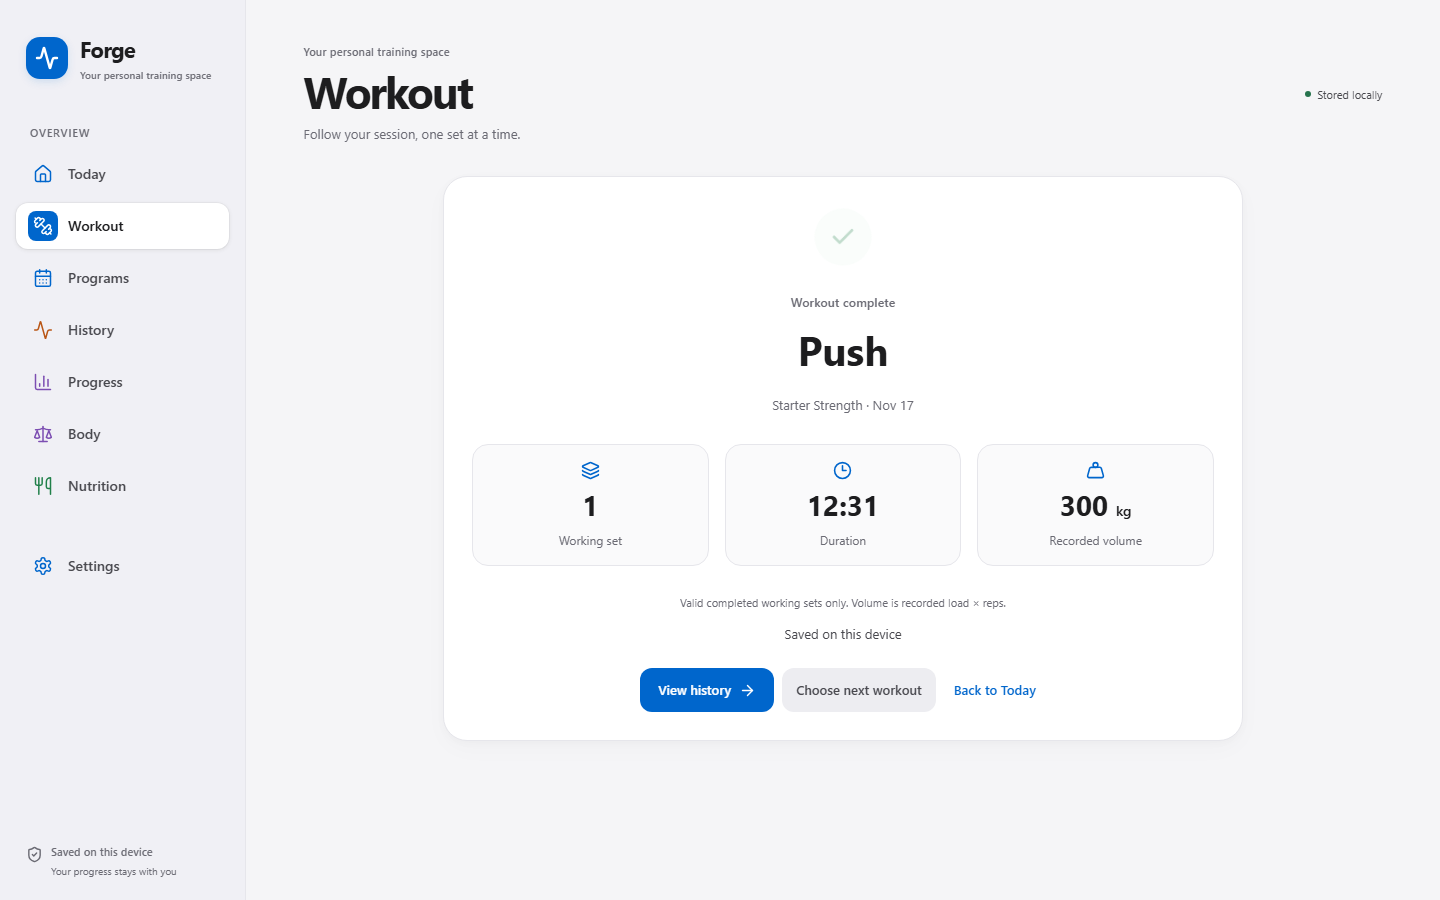 Forge
Your personal training space
OVERVIEW
Today
Workout
Programs
History
Progress
Body
Nutrition
Settings
Saved on this device
Your progress stays with you
Your personal training space
Workout
Follow your session, one set at a time.
Stored locally
Workout complete
Push
Starter Strength · Nov 17
1
Working set
12:31
Duration
300 kg
Recorded volume
Valid completed working sets only. Volume is recorded load × reps.
Saved on this device
View history
Choose next workout
Back to Today